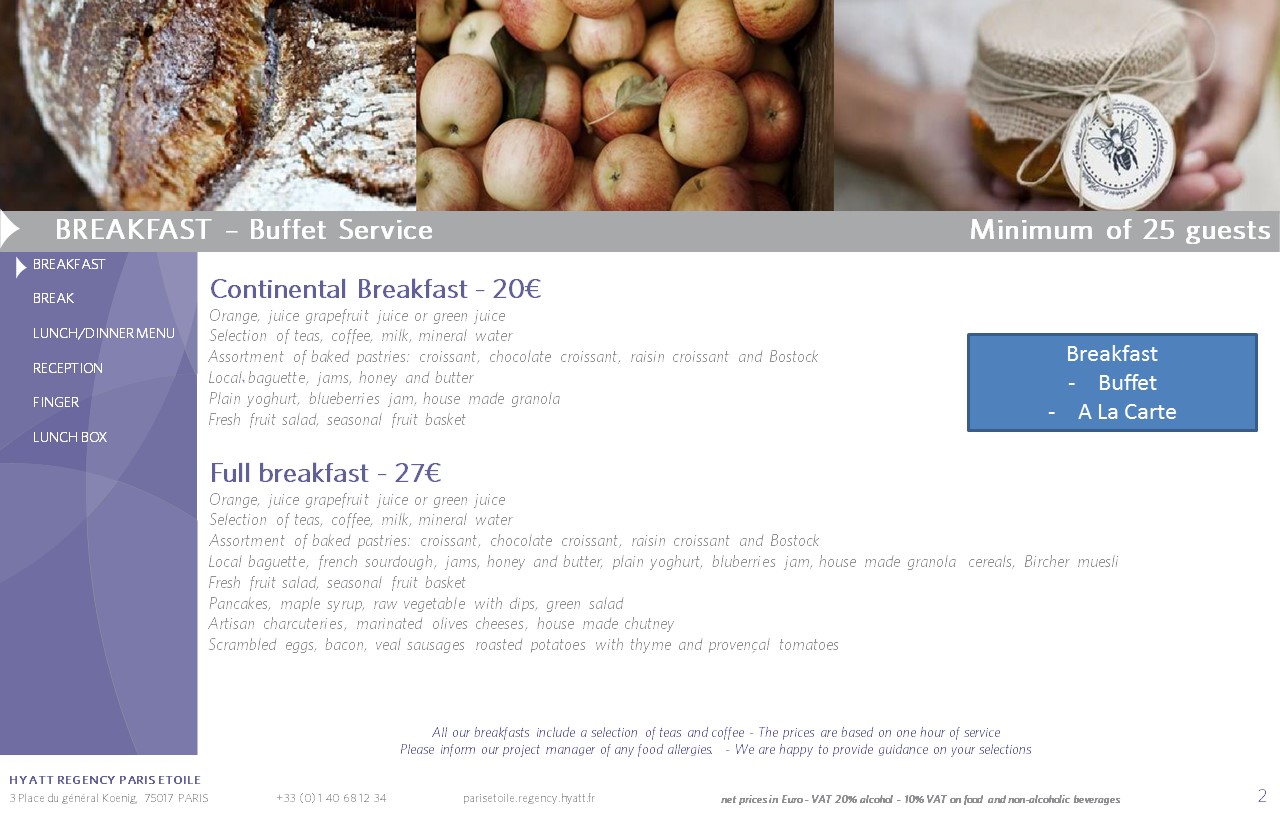 BREAKFAST – Buffet Service
Minimum of 25 guests
BREAKFAST
BREAK
LUNCH/DINNER MENU
RECEPTION
FINGER
LUNCH BOX
Continental Breakfast - 20€
Orange, juice grapefruit juice or green juice
Selection of teas, coffee, milk, mineral water
Assortment of baked pastries: croissant, chocolate croissant, raisin croissant and Bostock
Local baguette, jams, honey and butter
Plain yoghurt, blueberries jam, house made granola
Fresh fruit salad, seasonal fruit basket
Breakfast
- Buffet
- A La Carte
Full breakfast - 27€
Orange, juice grapefruit juice or green juice
Selection of teas, coffee, milk, mineral water
Assortment of baked pastries: croissant, chocolate croissant, raisin croissant and Bostock
Local baguette, french sourdough, jams, honey and butter, plain yoghurt, bluberries jam, house made granola cereals, Bircher muesli
Fresh fruit salad, seasonal fruit basket
Pancakes, maple syrup, raw vegetable with dips, green salad
Artisan charcuteries, marinated olives cheeses, house made chutney
Scrambled eggs, bacon, veal sausages roasted potatoes with thyme and provençal tomatoes
All our breakfasts include a selection of teas and coffee - The prices are based on one hour of service
Please inform our project manager of any food allergies. - We are happy to provide guidance on your selections
HYATT REGENCY PARIS ETOILE
3 Place du général Koenig, 75017 PARIS
+33 (0)1 40 68 12 34
parisetoile.regency.hyatt.fr
net prices in Euro - VAT 20% alcohol - 10% VAT on food and non-alcoholic beverages
2